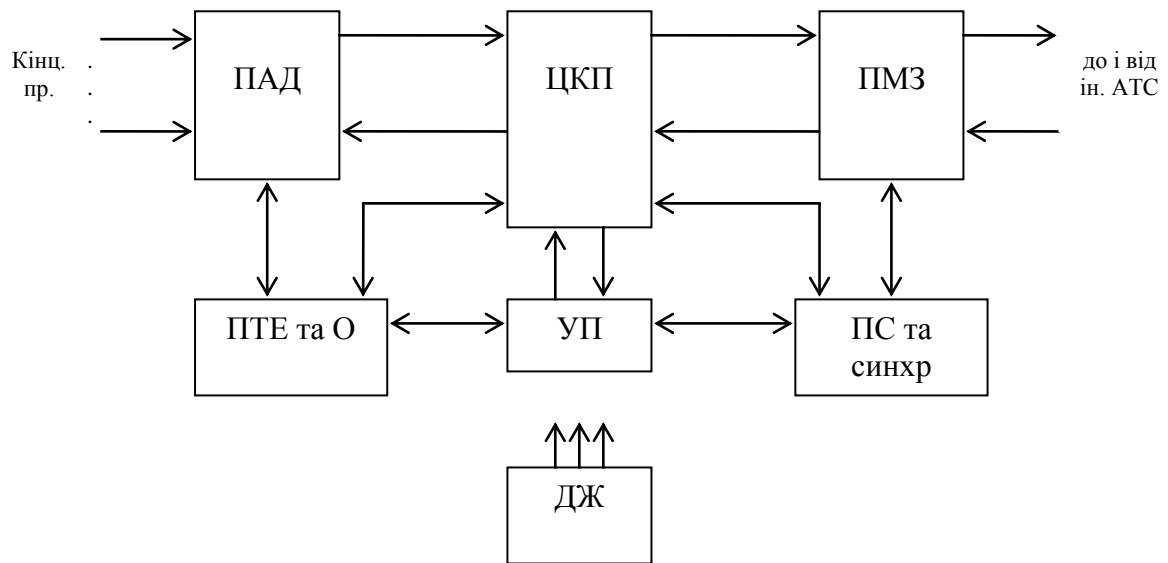 Кінц.
пр.
.
.
.
ПАД
ЦКП
ПМЗ
до і від
ін. АТС
ПТЕ та О
УП
ПС та
синхр
ДЖ